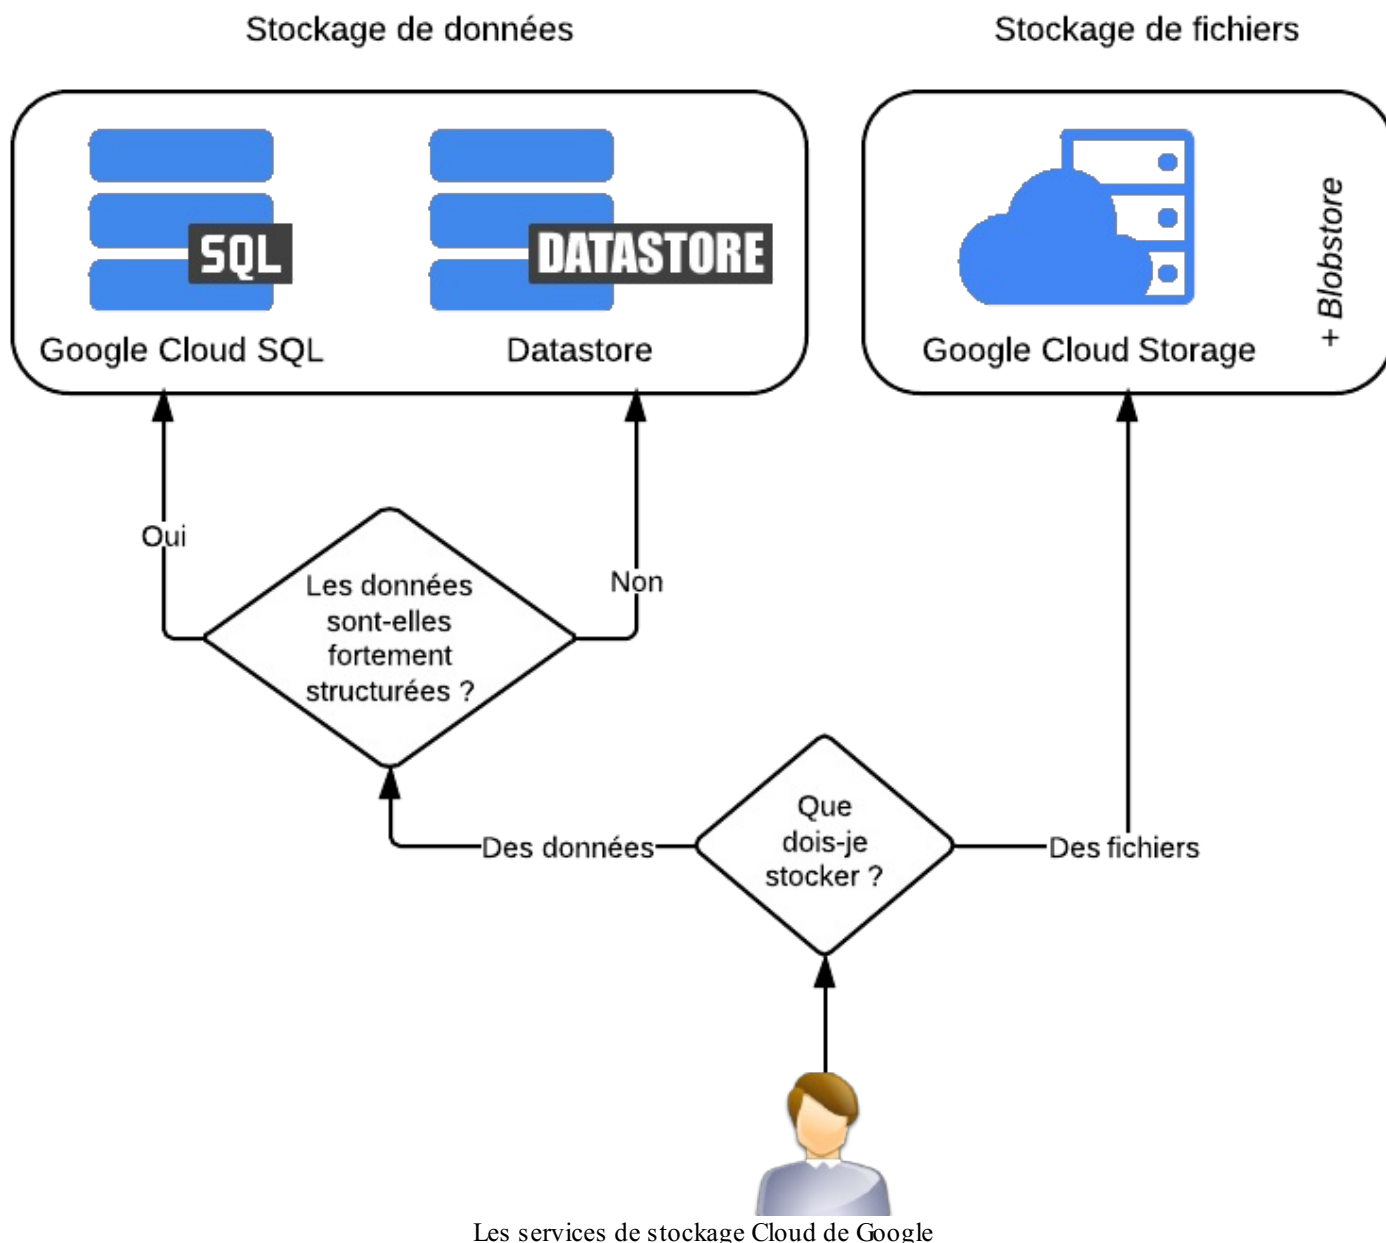 Stockage de données
Stockage de fichiers
SQL
DATASTORE
+ Blobstore
Google Cloud SQL
Datastore
Google Cloud Storage
Oui
Non
Les données
sont-elles
fortement
structurées ?
Que
dois-je
stocker ?
Des données
Des fichiers
Les services de stockage Cloud de Google